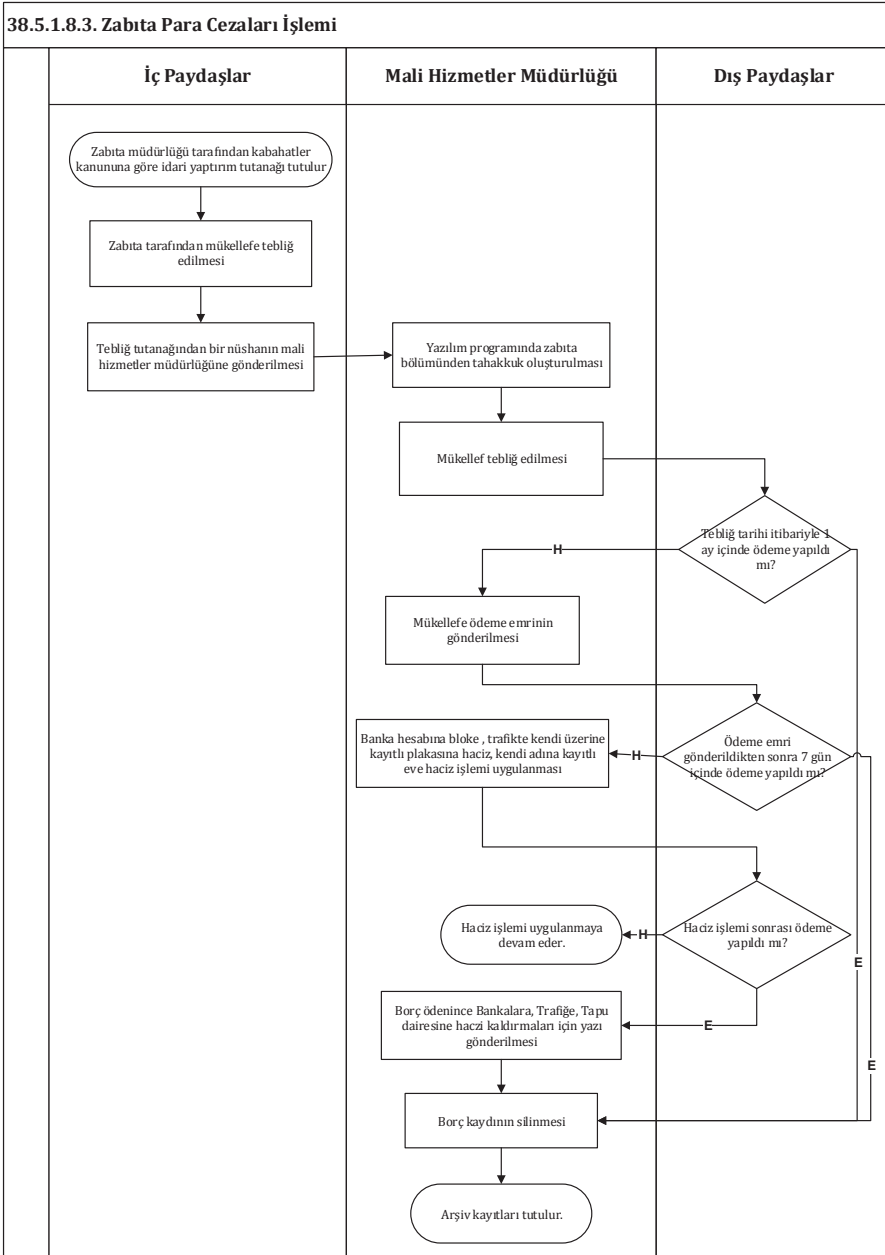 38.5.1.8.3. Zabıta Para Cezaları İşlemi
İç Paydaşlar
Mali Hizmetler Müdürlüğü
Dış Paydaşlar
Zabıta müdürlüğü tarafından kabahatler
kanununa göre idari yaptırım tutanağı tutulur
Zabıta tarafından mükellefe tebliğ
edilmesi
Tebliğ tutanağından bir nüshanın mali
hizmetler müdürlüğüne gönderilmesi
Yazılım programında zabıta
bölümünden tahakkuk oluşturulması
Mükellef tebliğ edilmesi
Tebliğ tarihi itibariyle 1
ay içinde ödeme yapıldı
mı?
H
Mükellefe ödeme emrinin
gönderilmesi
Ödeme emri
gönderildikten sonra 7 gün
içinde ödeme yapıldı mı?
H
Banka hesabına bloke , trafikte kendi üzerine
kayıtlı plakasına haciz, kendi adına kayıtlı
eve haciz işlemi uygulanması
Haciz işlemi sonrası ödeme
yapıldı mı?
H
Haciz işlemi uygulanmaya
devam eder.
E
E
Borç ödenince Bankalara, Trafiğe, Tapu
dairesine haczi kaldırmaları için yazı
gönderilmesi
E
Borç kaydının silinmesi
Arşiv kayıtları tutulur.